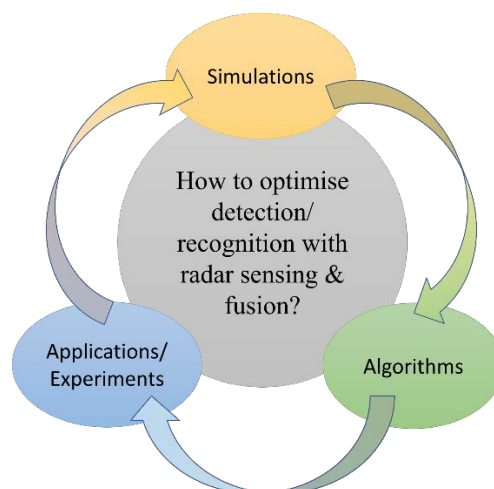 Simulations
How to optimise
detection/
recognition with
radar sensing &
fusion?
Applications/
Experiments
Algorithms